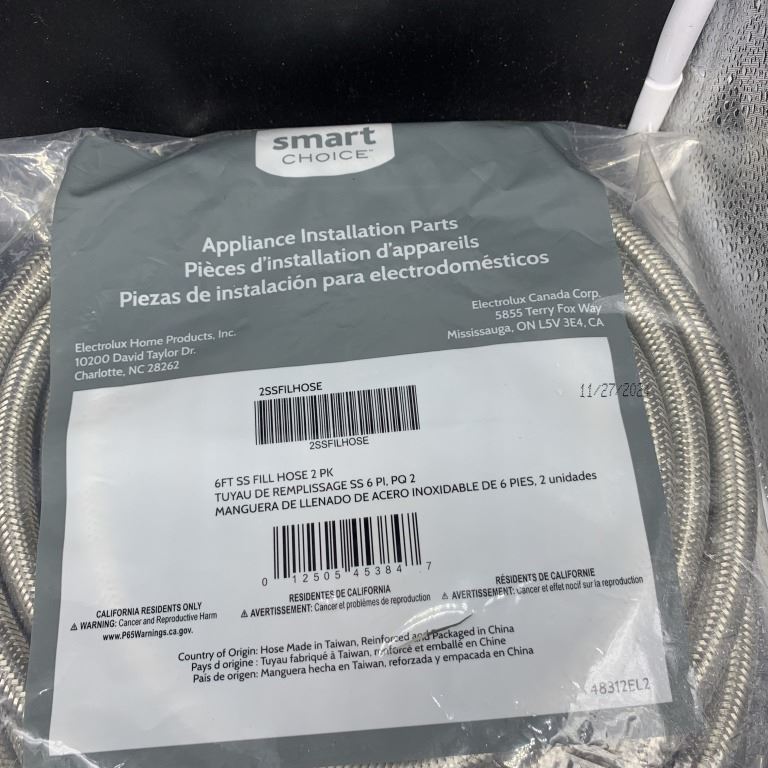 smart
CHOICE™
Appliance Installation Parts
Pièces d'installation d'appareils
Piezas de instalación para electrodomésticos
Electrolux Home Products, Inc.
10200 David Taylor Dr.
Charlotte, NC 28262
Electrolux Canada Corp.
5855 Terry Fox Way
Mississauga, ON L5V 3E4, CA
2SSFILHOSE
2SSFILHOSE
11/27/202
6FT SS FILL HOSE 2 PK
TUYAU DE REMPLISSAGE SS 6 PI, PQ 2
MANGUERA DE LLENADO DE ACERO INOXIDABLE DE 6 PIES, 2 unidades
0 12505 45384 7
CALIFORNIA RESIDENTS ONLY
⚠ WARNING: Cancer and Reproductive Harm
www.P65Warnings.ca.gov.
RESIDENTES DE CALIFORNIA
⚠ AVERTISSEMENT: Cancer et problèmes de reproduction
RÉSIDENTS DE CALIFORNIE
⚠ AVERTISSEMENT: cancer et effet nocif sur la reproduction
Country of Origin: Hose Made in Taiwan, Reinforced and Packaged in China
Pays d origine : Tuyau fabriqué à Taiwan, renforcé et emballé en Chine
País de origen: Manguera hecha en Taiwan, reforzada y empacada en China
48312EL2